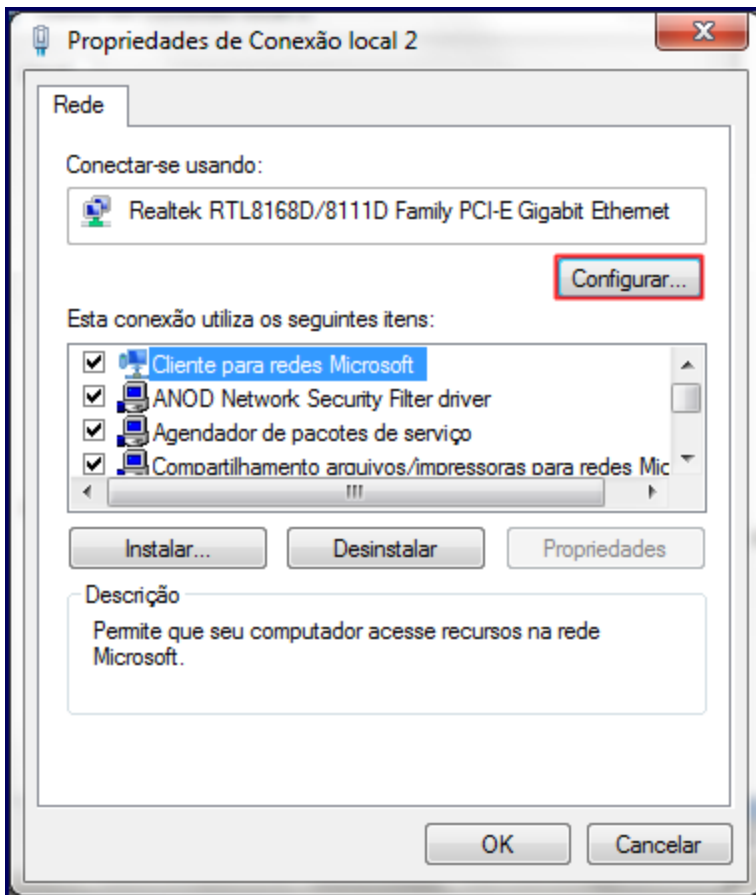 Propriedades de Conexão local 2
Rede
Conectar-se usando:
Realtek RTL8168D/8111D Family PCI-E Gigabit Ethernet
Configurar...
Esta conexão utiliza os seguintes itens:
Cliente para redes Microsoft
ANOD Network Security Filter driver
Agendador de pacotes de serviço
Compartilhamento arquivos/impressoras para redes Mic
Instalar... Desinstalar Propriedades
Descrição
Permite que seu computador acesse recursos na rede
Microsoft.
OK Cancelar